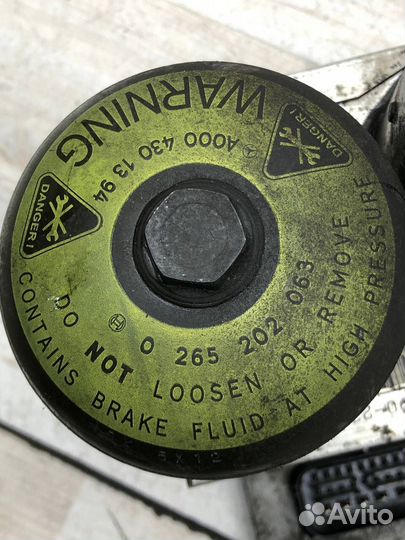 WARNING
A000 430 13 94
DANGER!
DANGER!
0 265 202 063
DO NOT LOOSEN OR REMOVE
CONTAINS BRAKE FLUID AT HIGH PRESSURE
Avito